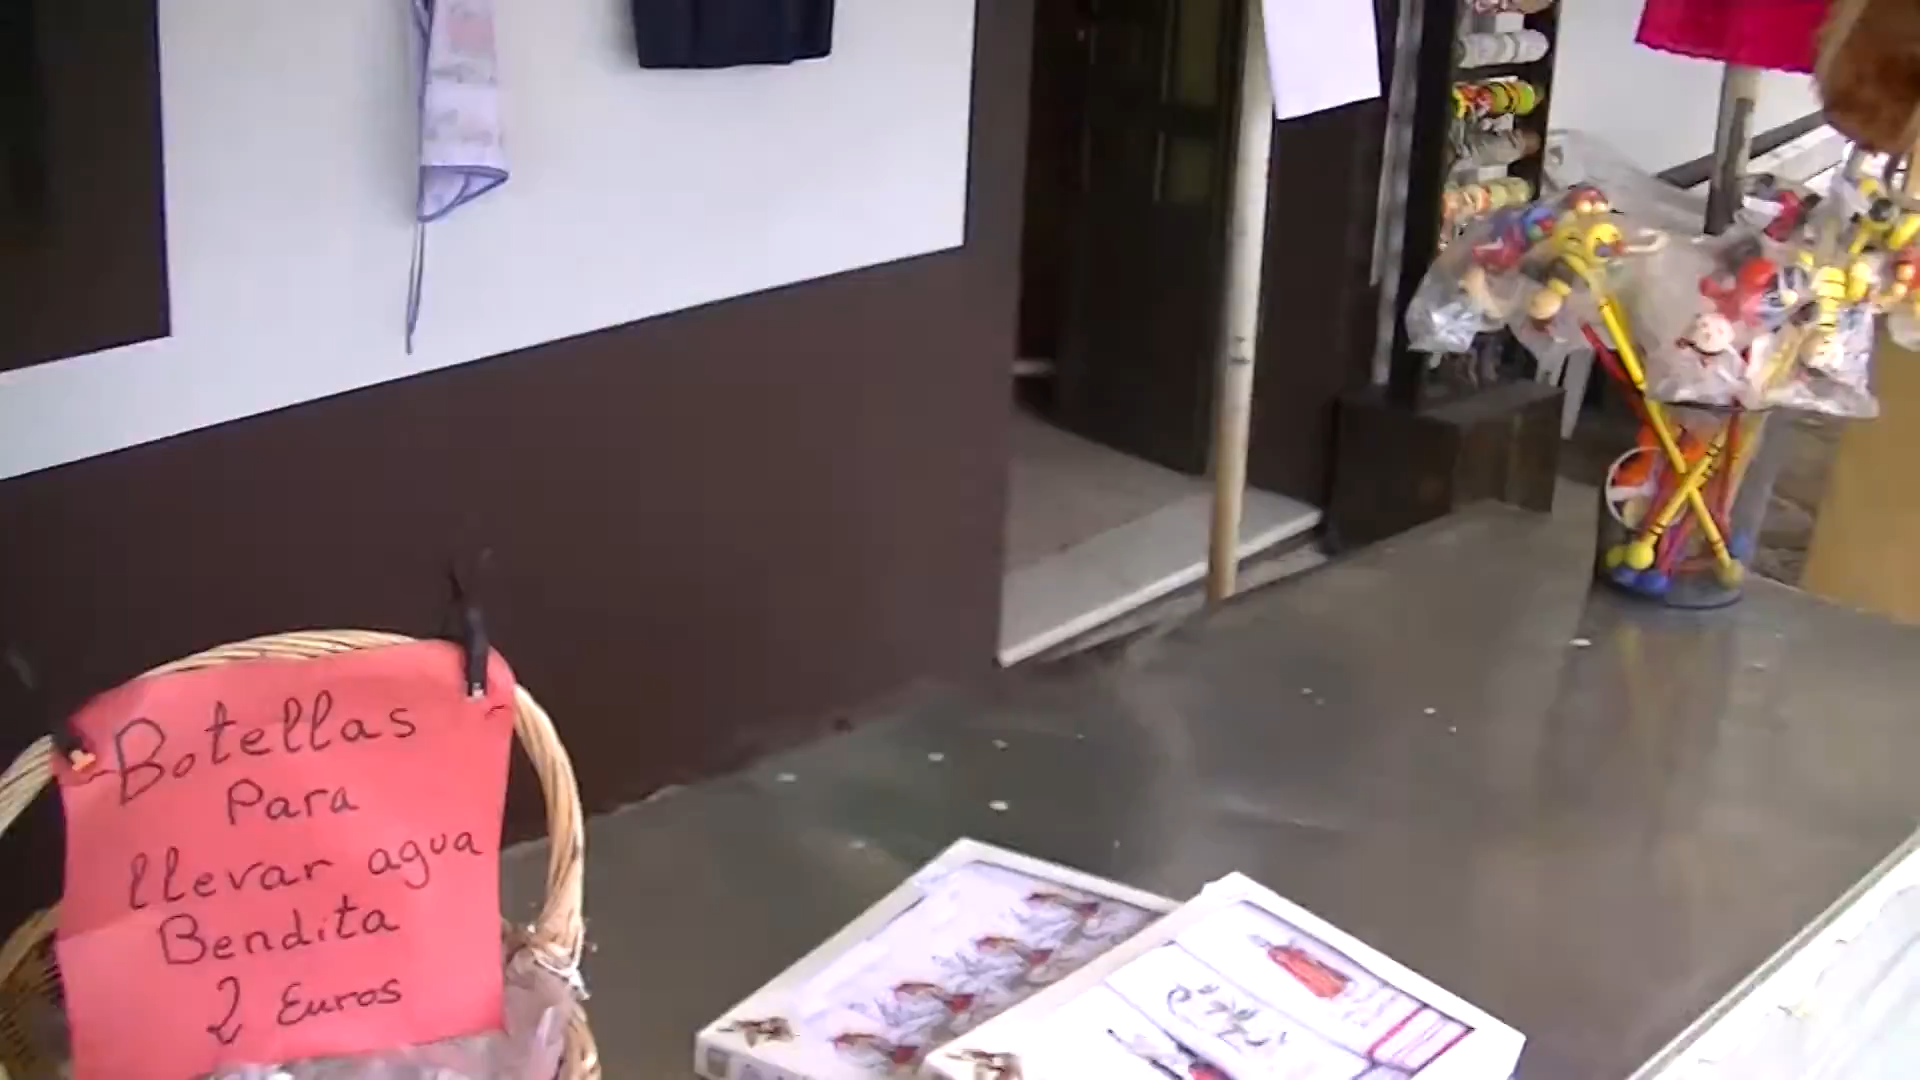 Botellas
Para
llevar agua
Bendita
2 Euros